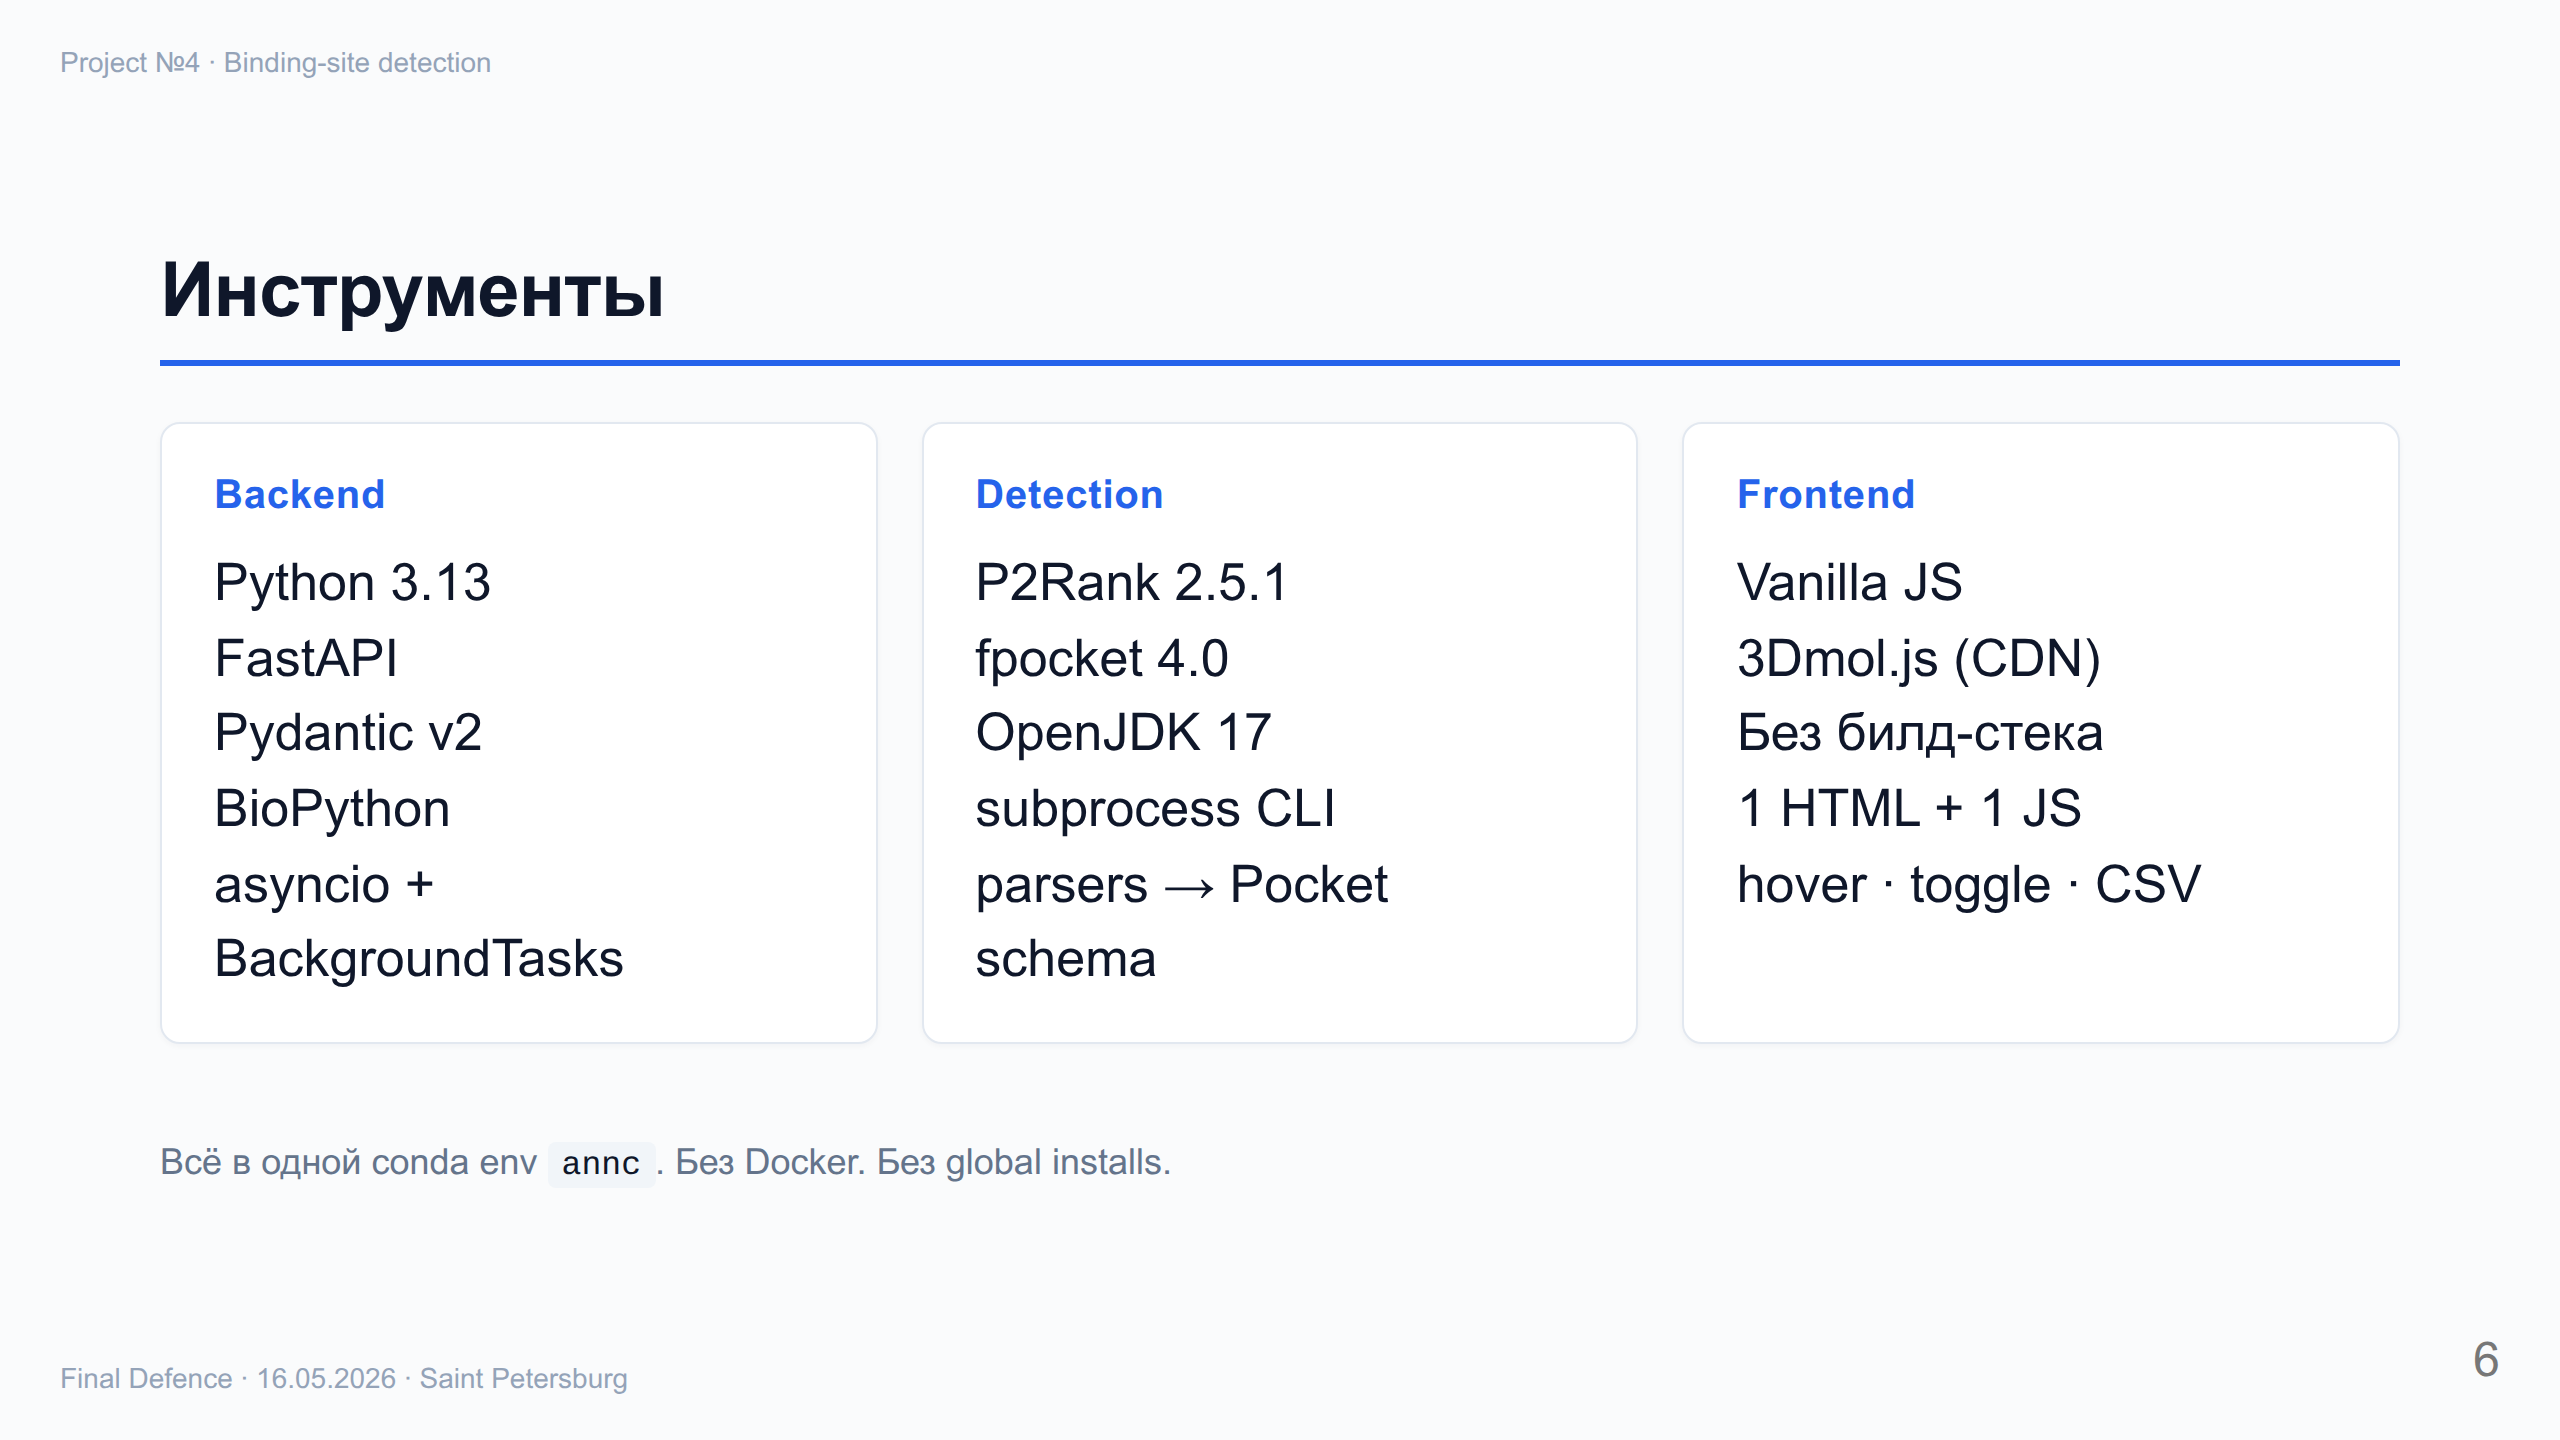 Project №4 · Binding-site detection
Инструменты
Backend
Python 3.13
FastAPI
Pydantic v2
BioPython
asyncio +
BackgroundTasks
Detection
P2Rank 2.5.1
fpocket 4.0
OpenJDK 17
subprocess CLI
parsers → Pocket
schema
Frontend
Vanilla JS
3Dmol.js (CDN)
Без билд-стека
1 HTML + 1 JS
hover · toggle · CSV
Всё в одной conda env annc. Без Docker. Без global installs.
Final Defence · 16.05.2026 · Saint Petersburg
6